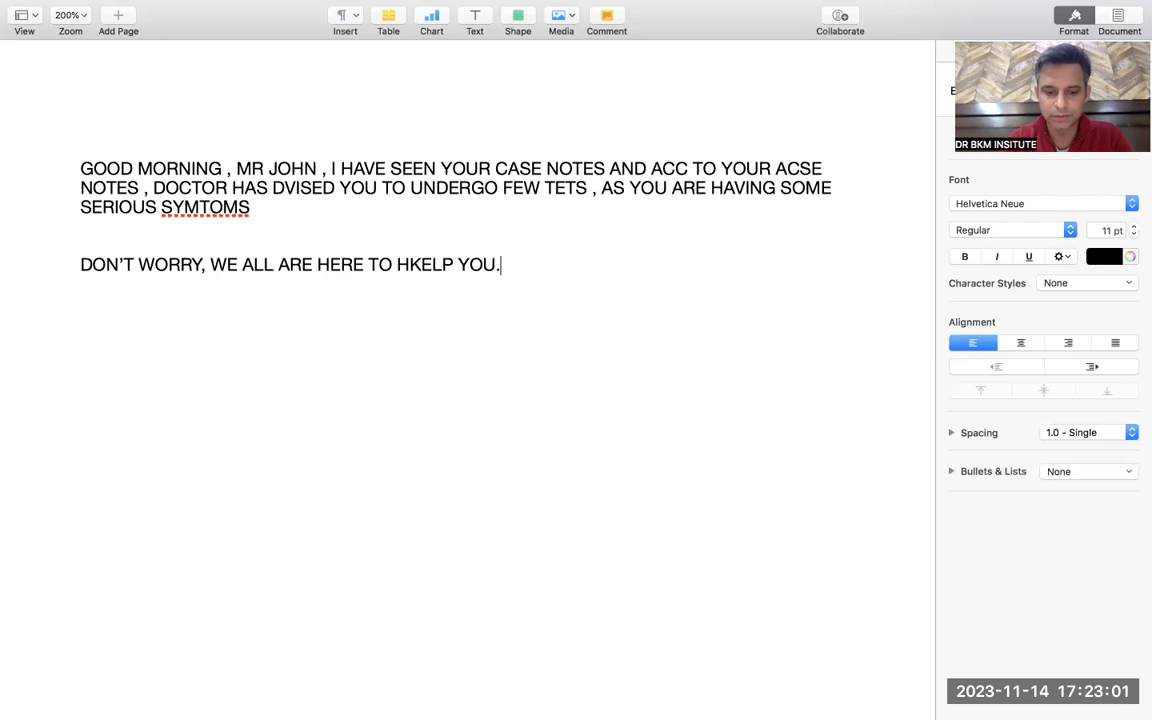 View
200%
Zoom
Add Page
Insert
Table
Chart
Text
Shape
Media
Comment
Collaborate
Format
Document
DR BKM INSITUTE
GOOD MORNING , MR JOHN , I HAVE SEEN YOUR CASE NOTES AND ACC TO YOUR ACSE
NOTES , DOCTOR HAS DVISED YOU TO UNDERGO FEW TETS , AS YOU ARE HAVING SOME
SERIOUS SYMTOMS
DON'T WORRY, WE ALL ARE HERE TO HKELP YOU.
Font
Helvetica Neue
Regular
11 pt
B I U
Character Styles
None
Alignment
Spacing
1.0 - Single
Bullets & Lists
None
2023-11-14 17:23:01